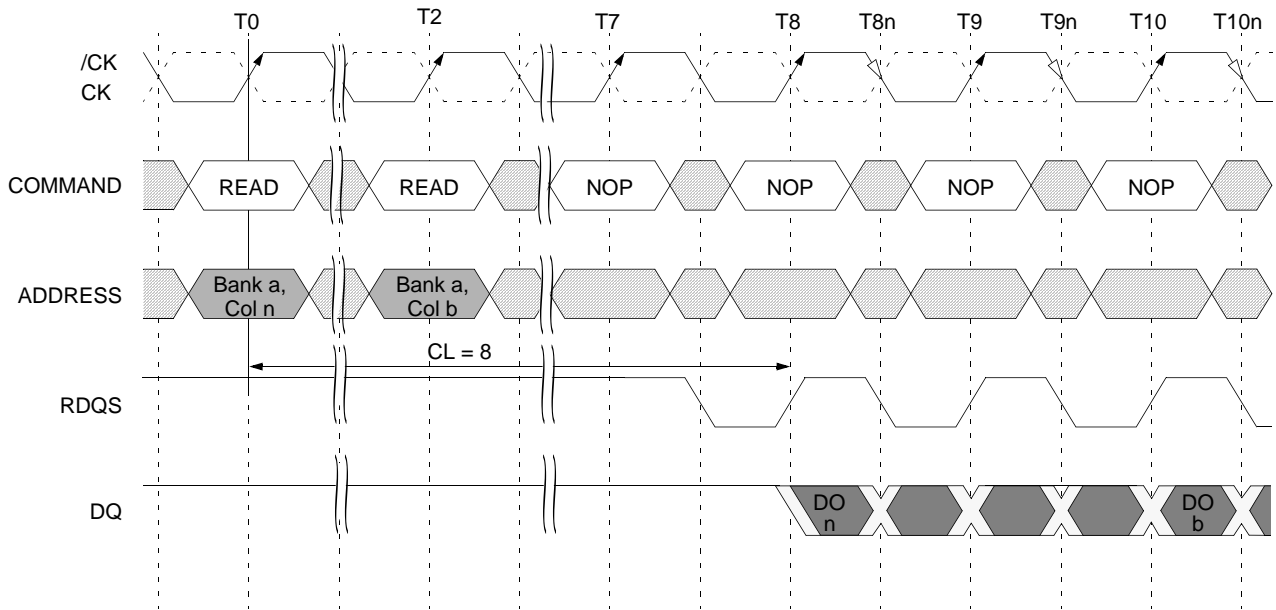 T0 T2 T7 T8 T8n T9 T9n T10 T10n
/CK
CK
COMMAND READ READ NOP NOP NOP NOP
ADDRESS Bank a, Col n Bank a, Col b
CL = 8
RDQS
DQ DO n DO b